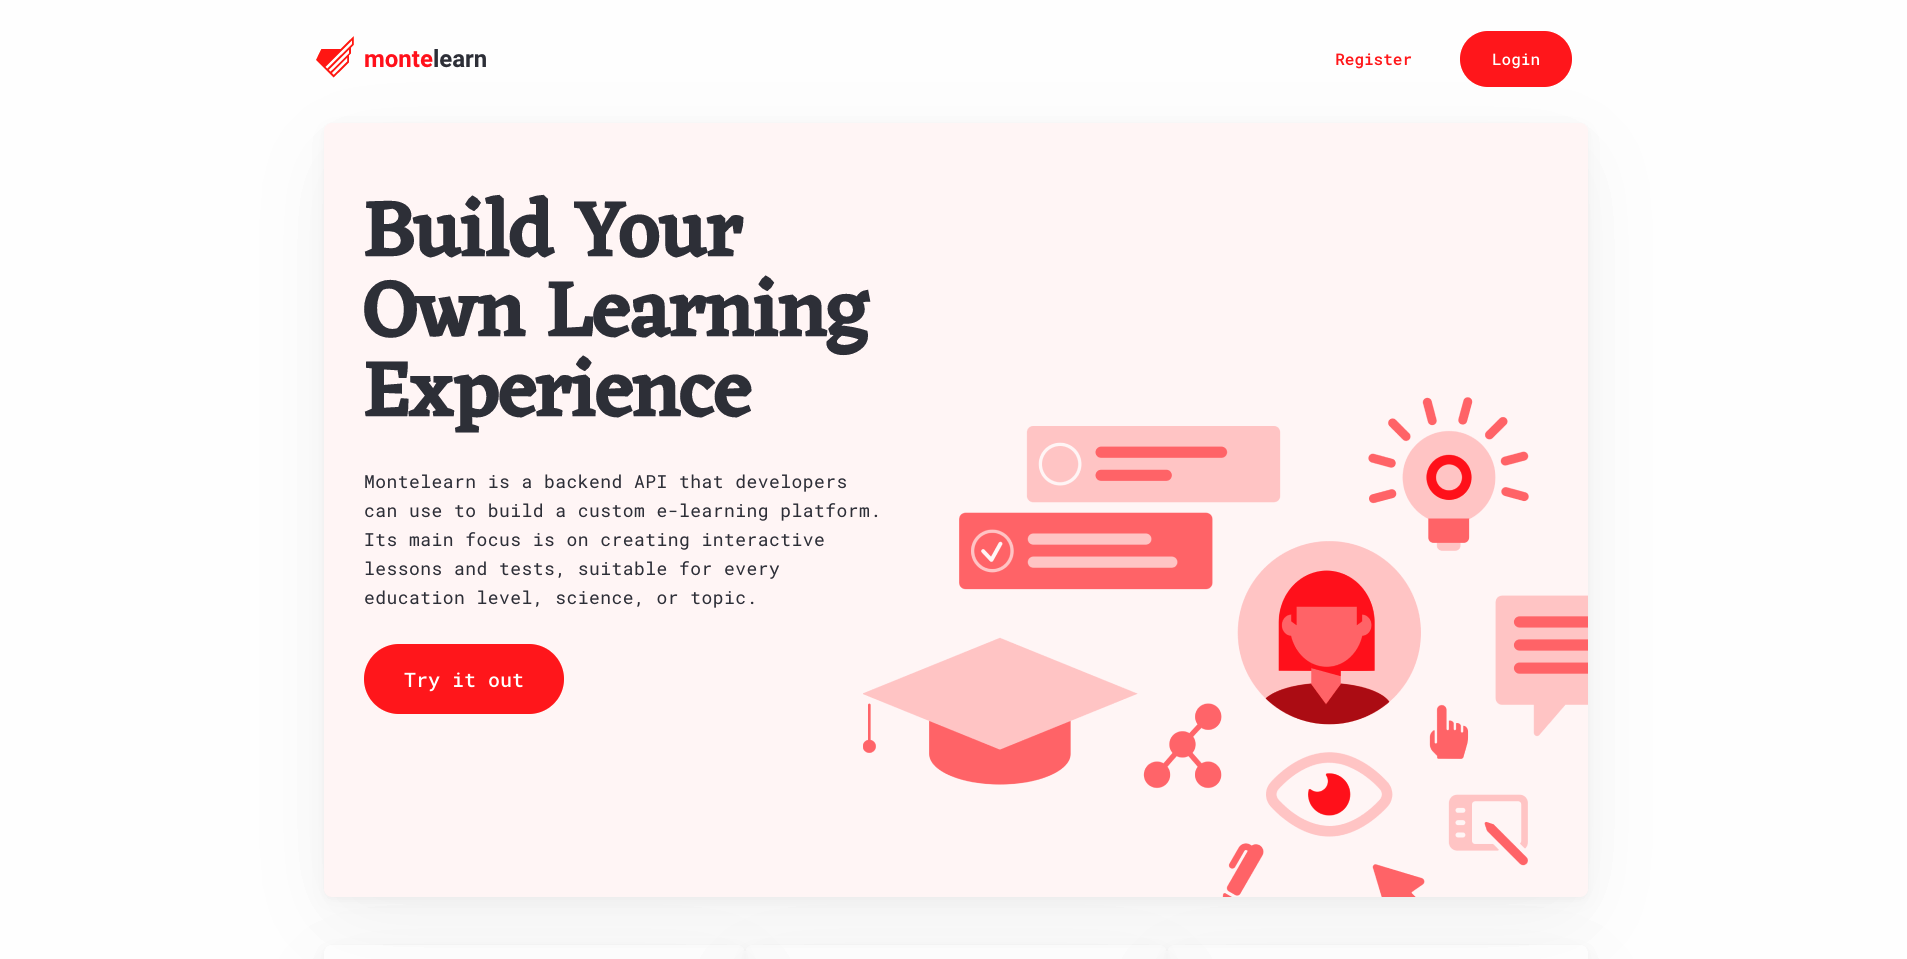 montelearn
Register
Login
Build Your
Own Learning
Experience
Montelearn is a backend API that developers
can use to build a custom e-learning platform.
Its main focus is on creating interactive
lessons and tests, suitable for every
education level, science, or topic.
Try it out